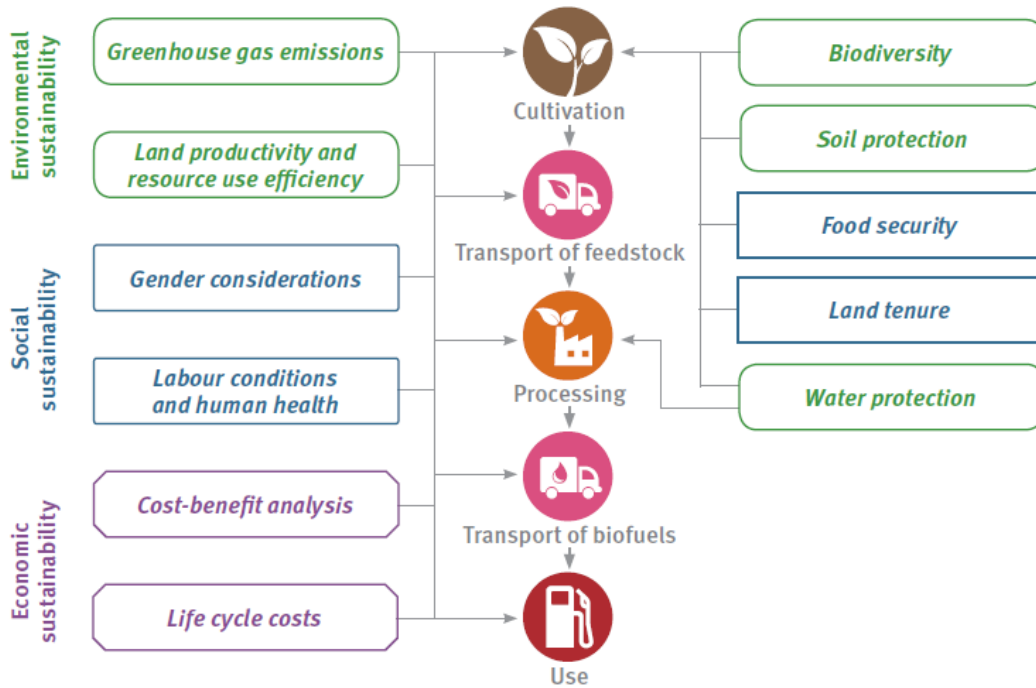 Environmental
sustainability
Greenhouse gas emissions
Land productivity and
resource use efficiency
Social
sustainability
Gender considerations
Labour conditions
and human health
Economic
sustainability
Cost-benefit analysis
Life cycle costs
Cultivation
Transport of feedstock
Processing
Transport of biofuels
Use
Biodiversity
Soil protection
Food security
Land tenure
Water protection